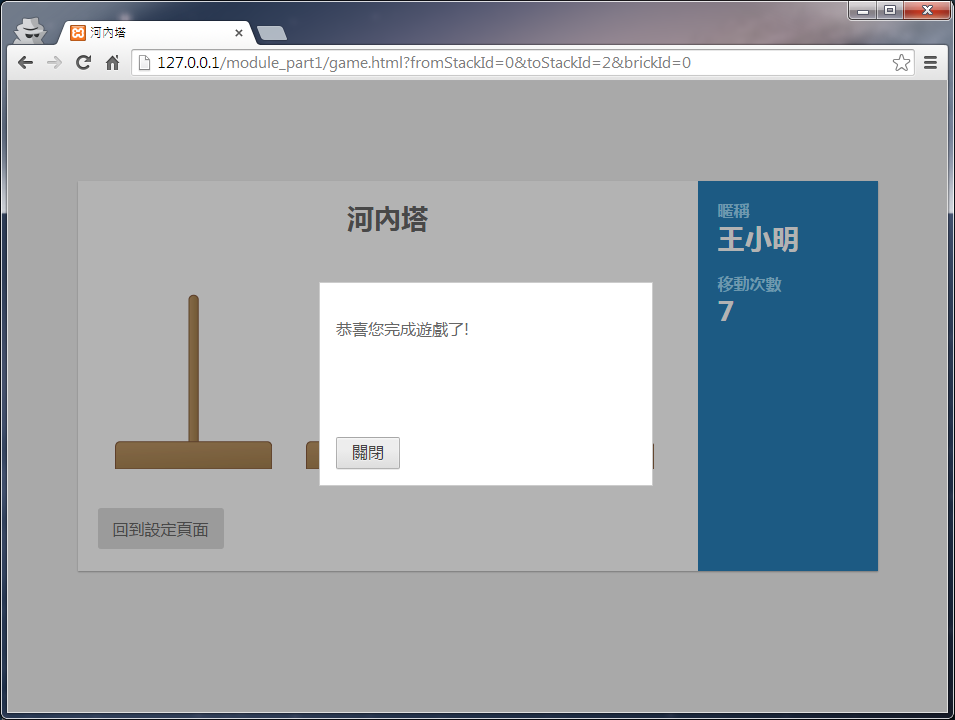 河內塔
127.0.0.1/module_part1/game.html?fromStackId=0&toStackId=2&brickId=0
河內塔
暱稱
王小明
移動次數
7
恭喜您完成遊戲了!
關閉
回到設定頁面